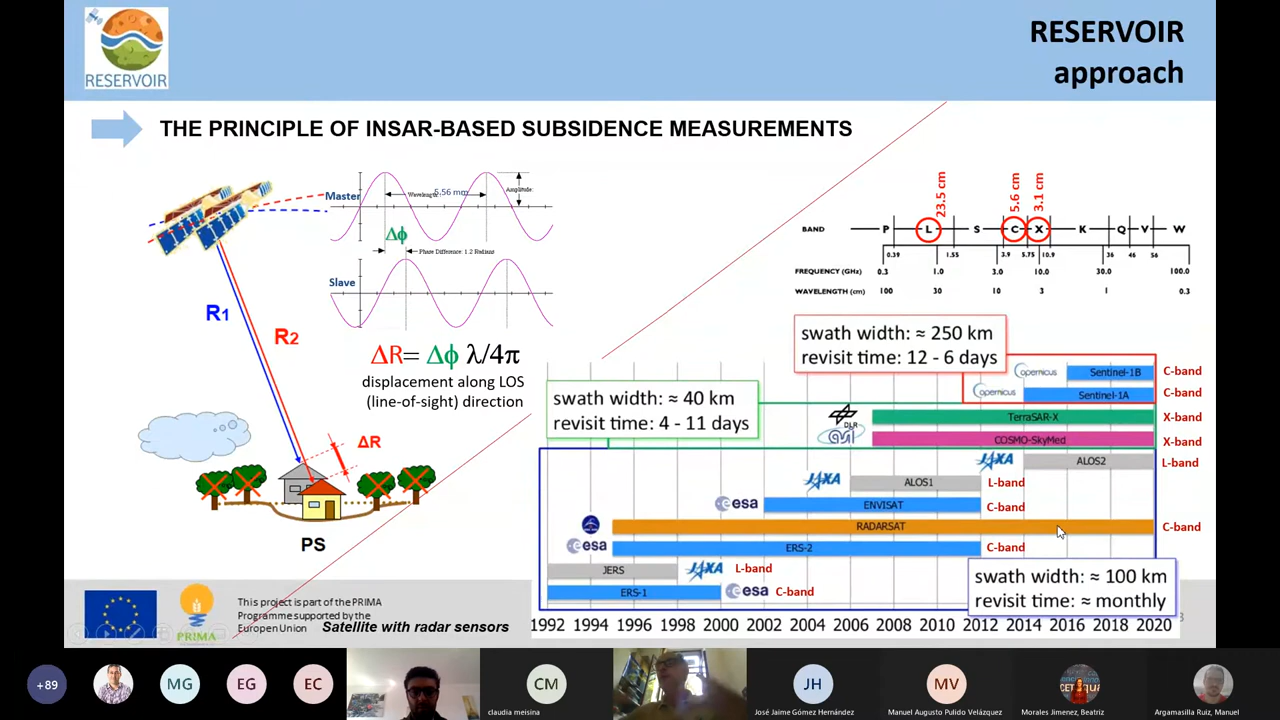 RESERVOIR
RESERVOIR
approach
THE PRINCIPLE OF INSAR-BASED SUBSIDENCE MEASUREMENTS
Master
Wavelength:
5.56 mm
Amplitude:
Δϕ
Phase Difference: 1.2 Radians
Slave
R1
R2
ΔR= Δϕ λ/4π
displacement along LOS
(line-of-sight) direction
ΔR
PS
23.5 cm
5.6 cm
3.1 cm
BAND P L S C X K Q V W
0.39 1.55 3.9 5.75 10.9 36 46 56
FREQUENCY (GHz) 0.3 1.0 3.0 10.0 30.0 100.0
WAVELENGTH (cm) 100 30 10 3 1 0.3
swath width: ≈ 250 km
revisit time: 12 - 6 days
swath width: ≈ 40 km
revisit time: 4 - 11 days
Copernicus Sentinel-1B C-band
Copernicus Sentinel-1A C-band
DLR TerraSAR-X X-band
COSMO-SkyMed X-band
JAXA ALOS2 L-band
JAXA ALOS1 L-band
esa ENVISAT C-band
RADARSAT C-band
esa ERS-2 C-band
JERS JAXA L-band
ERS-1 esa C-band
swath width: ≈ 100 km
revisit time: ≈ monthly
1992 1994 1996 1998 2000 2002 2004 2006 2008 2010 2012 2014 2016 2018 2020
PRIMA
This project is part of the PRIMA
Programme supported by the
Europen Union
Satellite with radar sensors
+89
MG
EG
EC
CM
claudia meisina
JH
José Jaime Gómez Hernández
MV
Manuel Augusto Pulido Velázquez
Morales Jimenez, Beatriz
Argamasilla Ruiz, Manuel